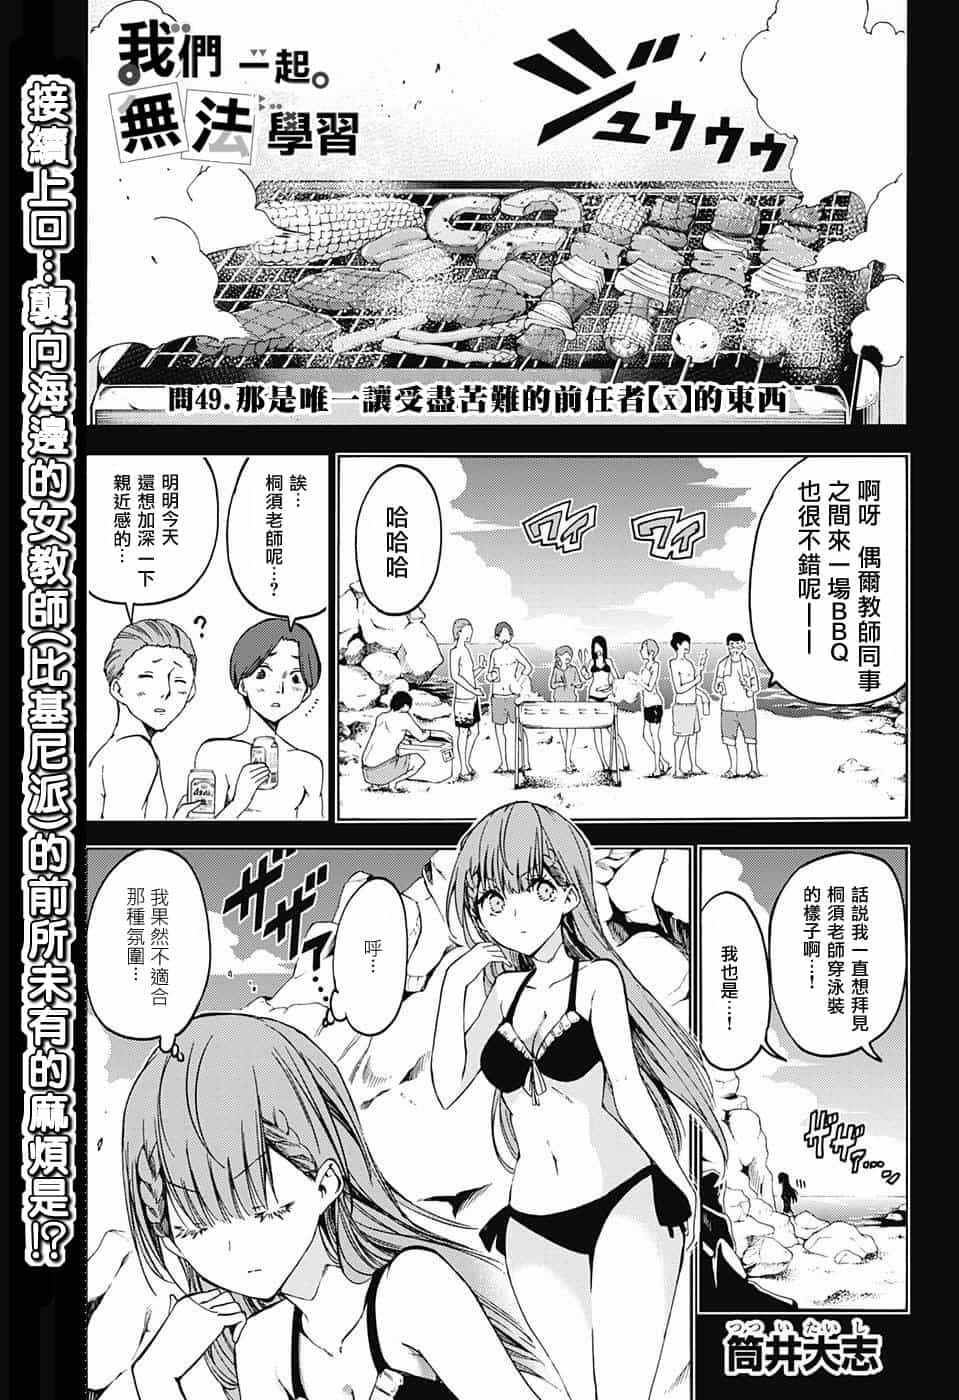 我們一起
無法學習
ジュウゥゥ
問49.那是唯一讓受盡苦難的前任者【x】的東西
接續上回…襲向海邊的女教師(比基尼派)的前所未有的麻煩是!?
啊呀 偶爾教師同事
之間來一場BBQ
也很不錯呢——
ワイ
ワイ
哈哈哈
誒…
桐須老師呢…?
明明今天
還想加深一下
親近感的…
?
話說我一直想拜見
桐須老師穿泳裝
的樣子啊…!
我也是…!
ザザァ…
呼…
ザザァ
我果然不適合
那種氛圍…
つついたいし
筒井大志